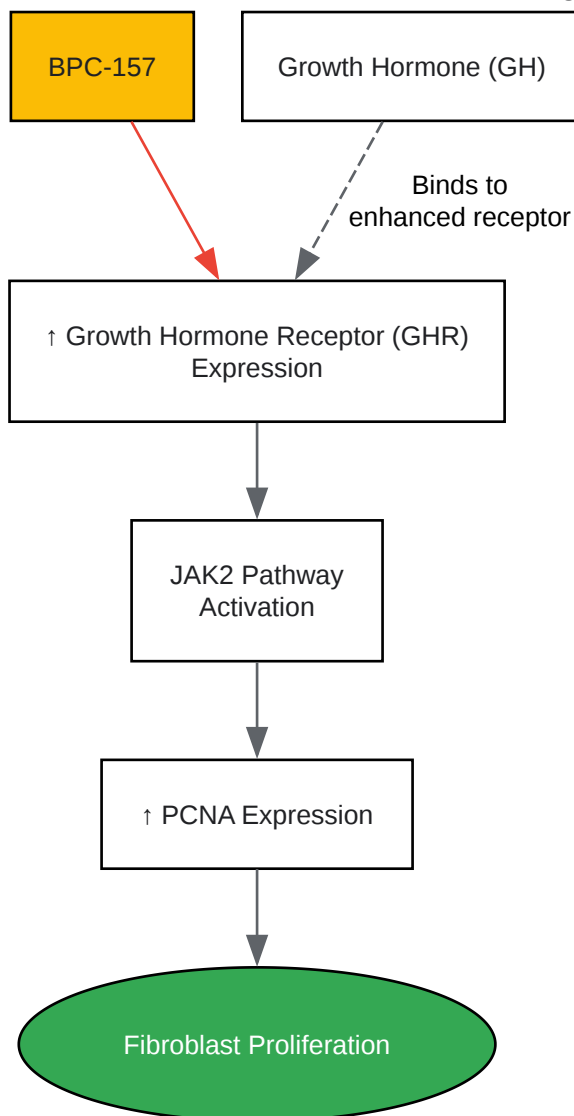 BPC-157
Growth Hormone (GH)
Binds to
enhanced receptor
↑ Growth Hormone Receptor (GHR)
Expression
JAK2 Pathway
Activation
↑ PCNA Expression
Fibroblast Proliferation